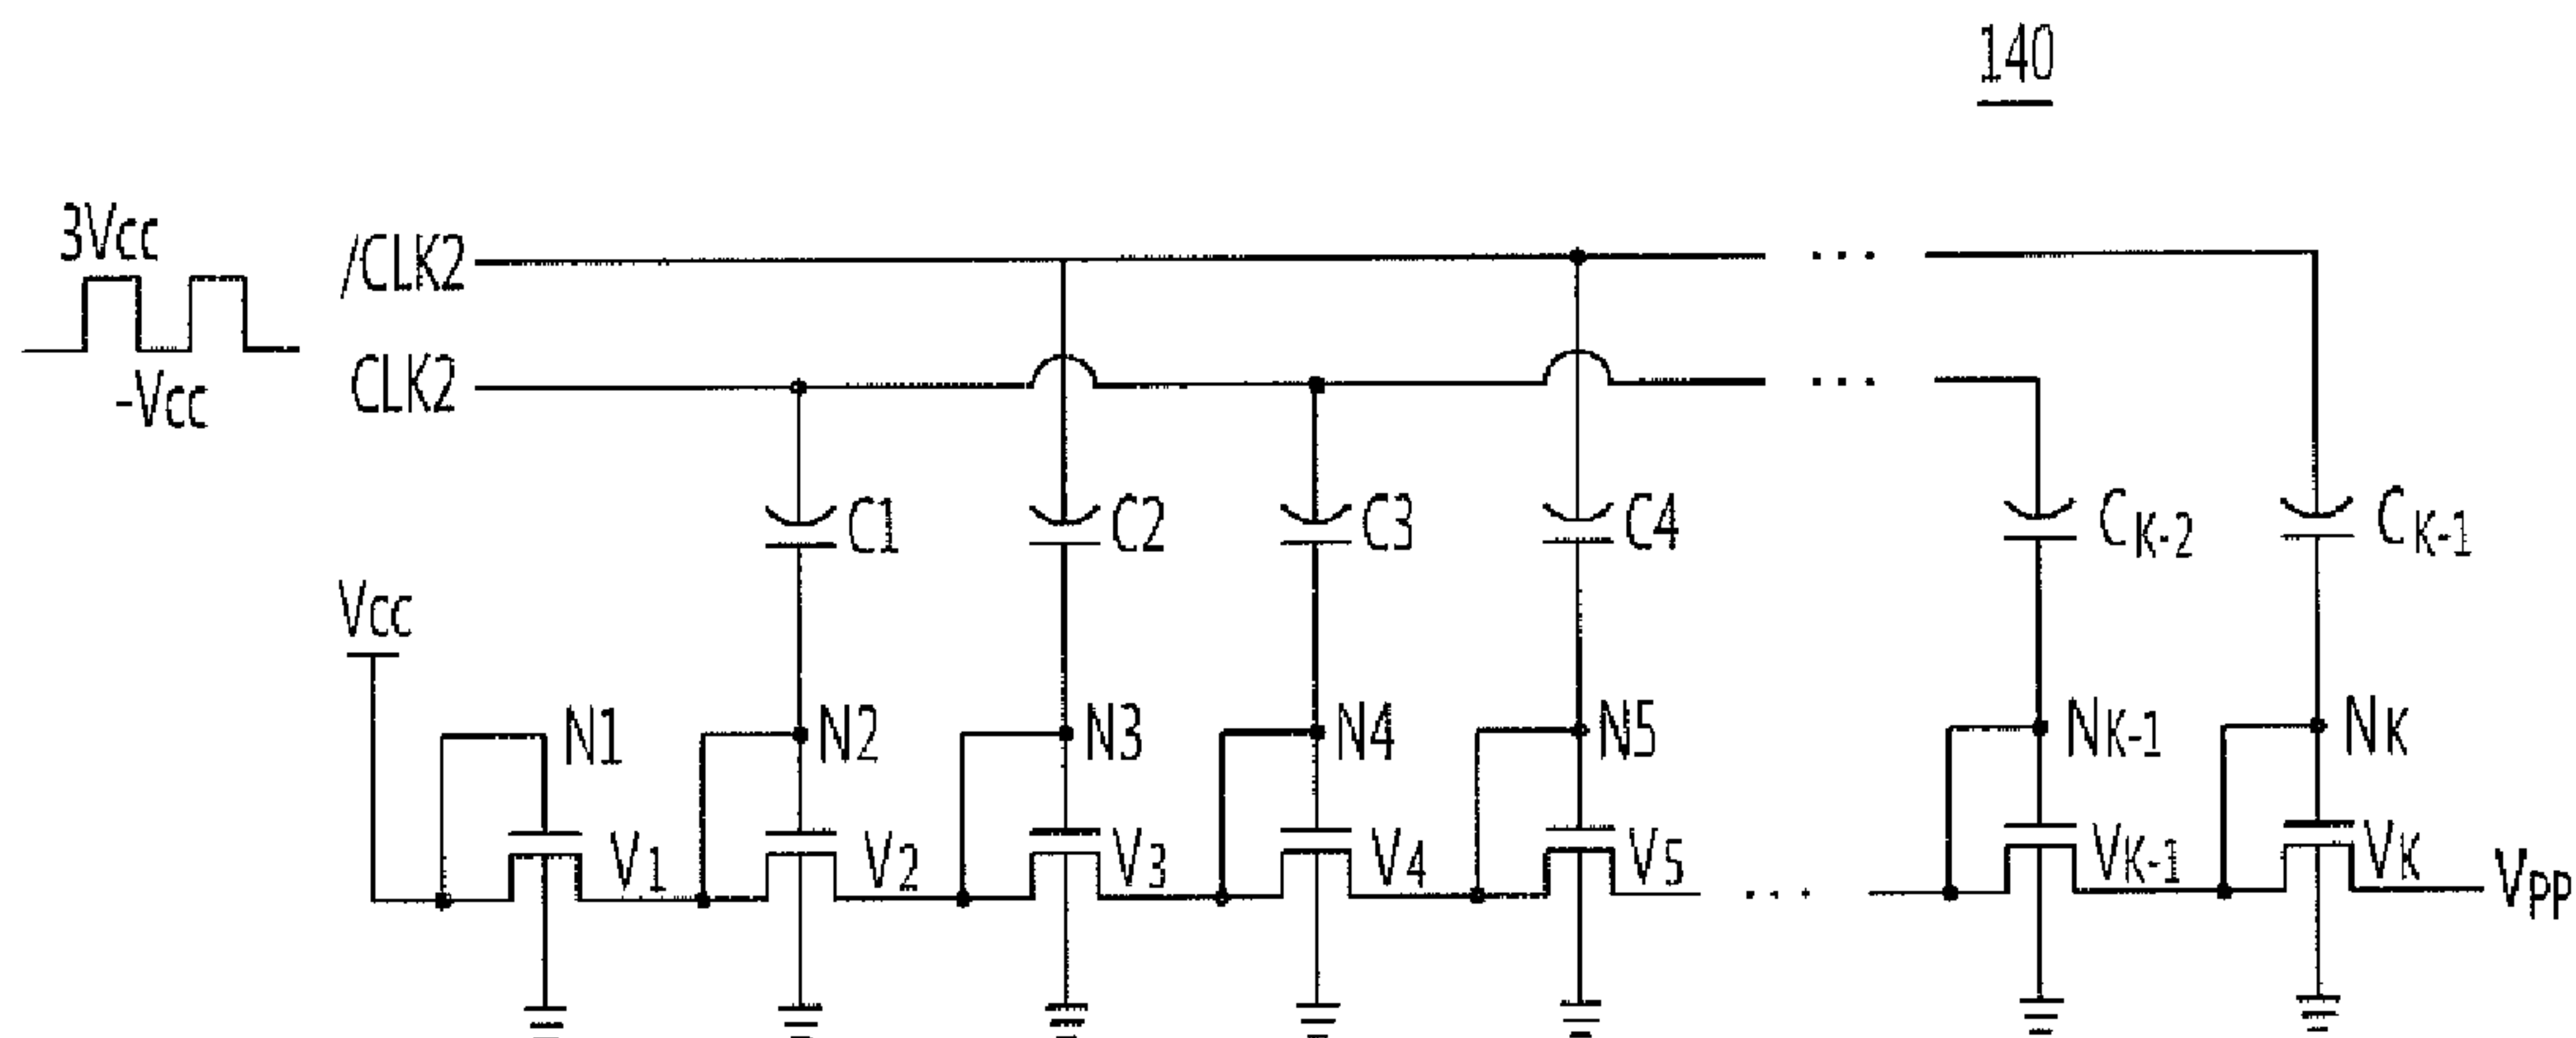 140
3Vcc
/CLK2
-Vcc
CLK2
C1 C2 C3 C4 CK-2 CK-1
Vcc
N1 N2 N3 N4 N5 NK-1 NK
V1 V2 V3 V4 V5 VK-1 VK VPP